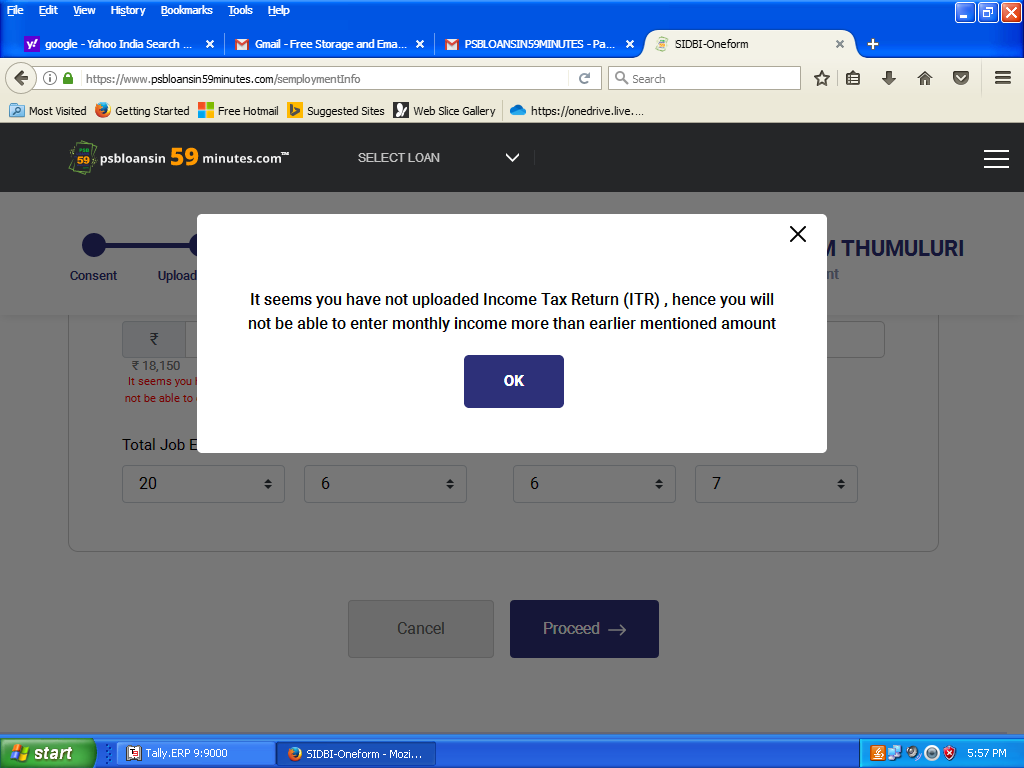 File Edit View History Bookmarks Tools Help
google - Yahoo India Search ... Gmail - Free Storage and Ema... PSBLOANSIN59MINUTES - Pa... SIDBI-Oneform
https://www.psbloansin59minutes.com/semploymentInfo Search
Most Visited Getting Started Free Hotmail Suggested Sites Web Slice Gallery https://onedrive.live....
PSB 59 psbloansin 59 minutes.com™ SELECT LOAN
M THUMULURI
Consent Upload nt
It seems you have not uploaded Income Tax Return (ITR) , hence you will
not be able to enter monthly income more than earlier mentioned amount
₹
₹ 18,150
It seems you h
not be able to
OK
Total Job E
20 6 6 7
Cancel Proceed →
start Tally.ERP 9:9000 SIDBI-Oneform - Mozi... 5:57 PM